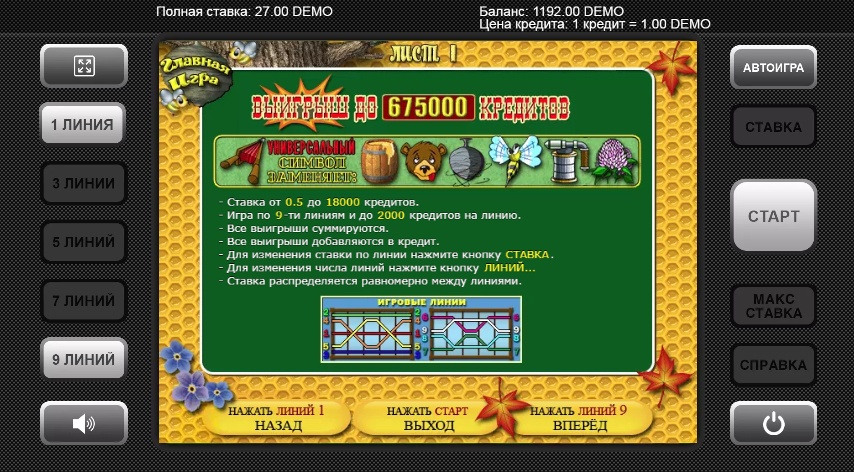 Полная ставка: 27.00 DEMO
Баланс: 1192.00 DEMO
Цена кредита: 1 кредит = 1.00 DEMO
1 ЛИНИЯ
3 ЛИНИИ
5 ЛИНИЙ
7 ЛИНИЙ
9 ЛИНИЙ
Главная
Игра
ЛИСТ 1
ВЫИГРЫШ ДО 675000 КРЕДИТОВ
УНИВЕРСАЛЬНЫЙ
СИМВОЛ
ЗАМЕНЯЕТ:
- Ставка от 0.5 до 18000 кредитов.
- Игра по 9-ти линиям и до 2000 кредитов на линию.
- Все выигрыши суммируются.
- Все выигрыши добавляются в кредит.
- Для изменения ставки по линии нажмите кнопку СТАВКА.
- Для изменения числа линий нажмите кнопку ЛИНИЙ...
- Ставка распределяется равномерно между линиями.
ИГРОВЫЕ ЛИНИИ
НАЖАТЬ ЛИНИЙ 1
НАЗАД
НАЖАТЬ СТАРТ
ВЫХОД
НАЖАТЬ ЛИНИЙ 9
ВПЕРЁД
АВТОИГРА
СТАВКА
СТАРТ
МАКС
СТАВКА
СПРАВКА